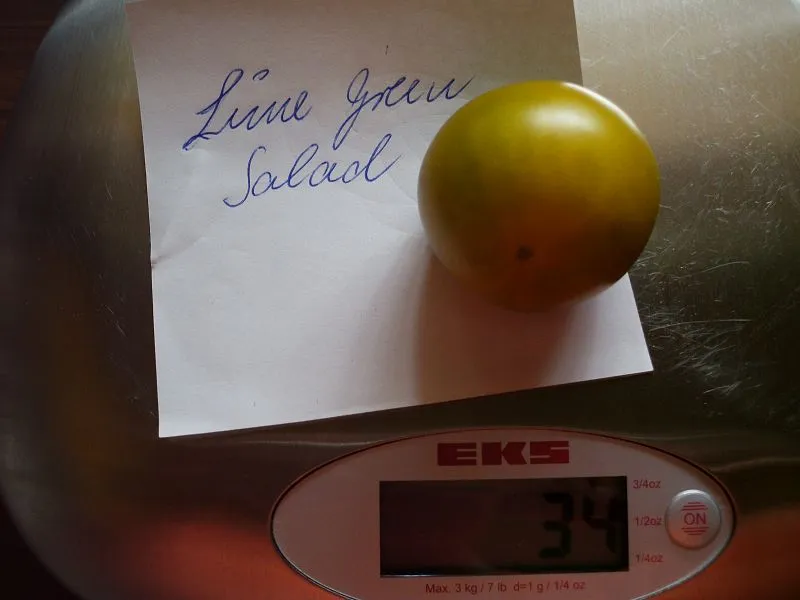 Lime green
Salad
EKS
34
3/4oz
1/2oz
1/4oz
ON
Max. 3 kg / 7 lb d=1 g / 1/4 oz